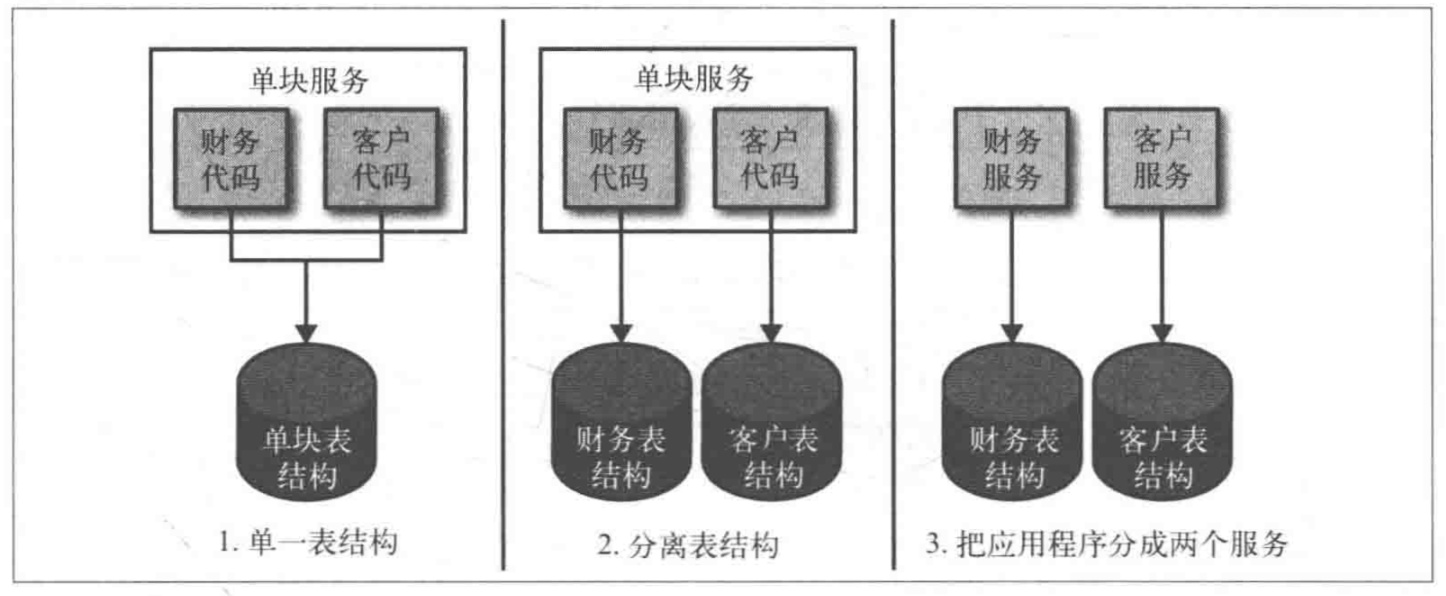 单块服务
财务
代码
客户
代码
单块表
结构
1. 单一表结构
单块服务
财务
代码
客户
代码
财务表
结构
客户表
结构
2. 分离表结构
财务
服务
客户
服务
财务表
结构
客户表
结构
3. 把应用程序分成两个服务